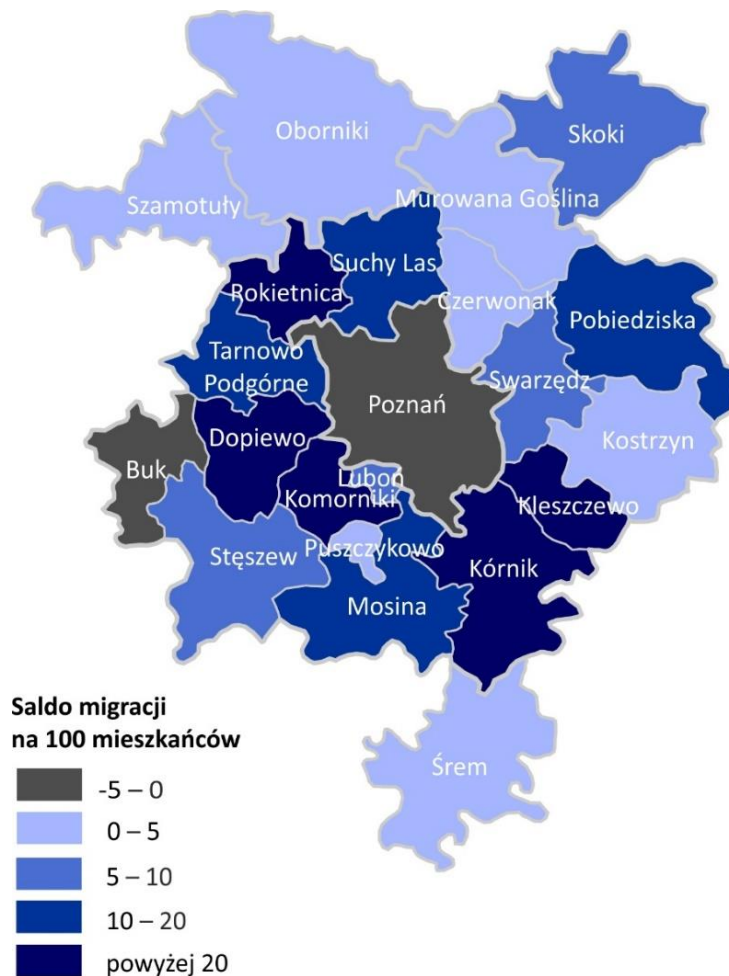 Oborniki
Skoki
Szamotuły
Murowana Goślina
Suchy Las
Rokietnica
Czerwonak
Pobiedziska
Tarnowo
Podgórne
Swarzędz
Poznań
Dopiewo
Kostrzyn
Buk
Luboń
Komorniki
Kleszczewo
Puszczykowo
Stęszew
Kórnik
Mosina
Śrem
Saldo migracji
na 100 mieszkańców
-5 – 0
0 – 5
5 – 10
10 – 20
powyżej 20